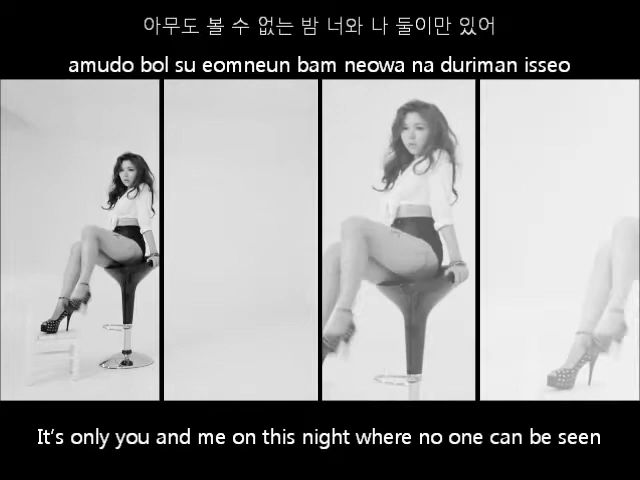 아무도 볼 수 없는 밤 너와 나 둘이만 있어
amudo bol su eomneun bam neowa na duriman isseo
It's only you and me on this night where no one can be seen